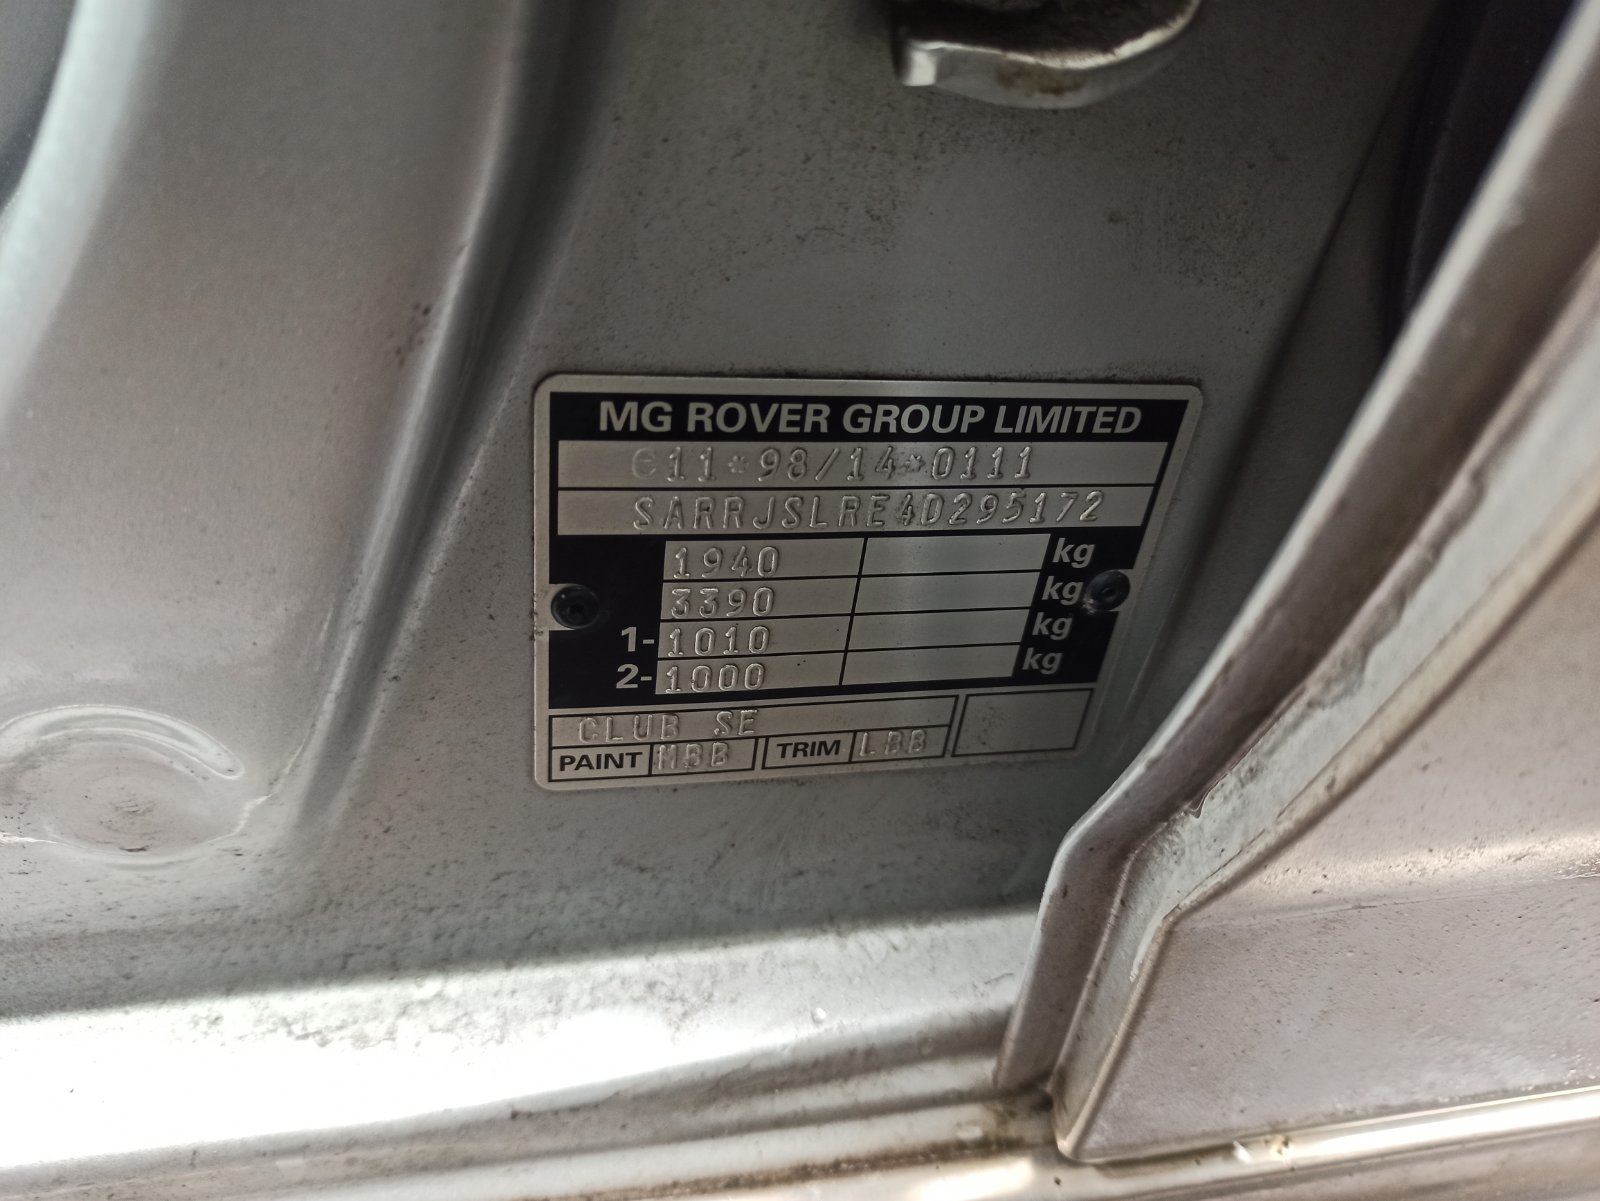 MG ROVER GROUP LIMITED
e11*98/14*0111
SARRJSLRE4D295172
1940 kg
3390 kg
1-1010 kg
2-1000 kg
CLUB SE
PAINT MBB TRIM LBB